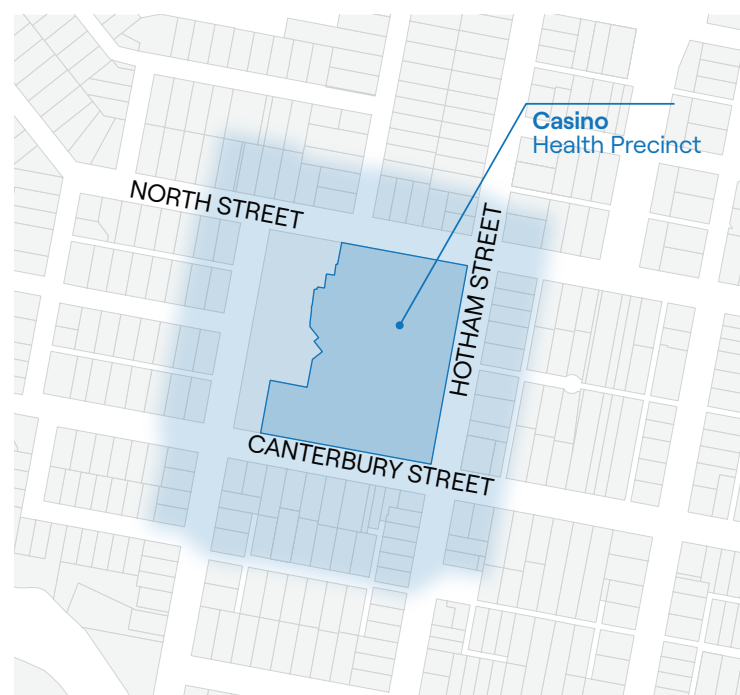 Casino
Health Precinct
NORTH STREET
HOTHAM STREET
CANTERBURY STREET